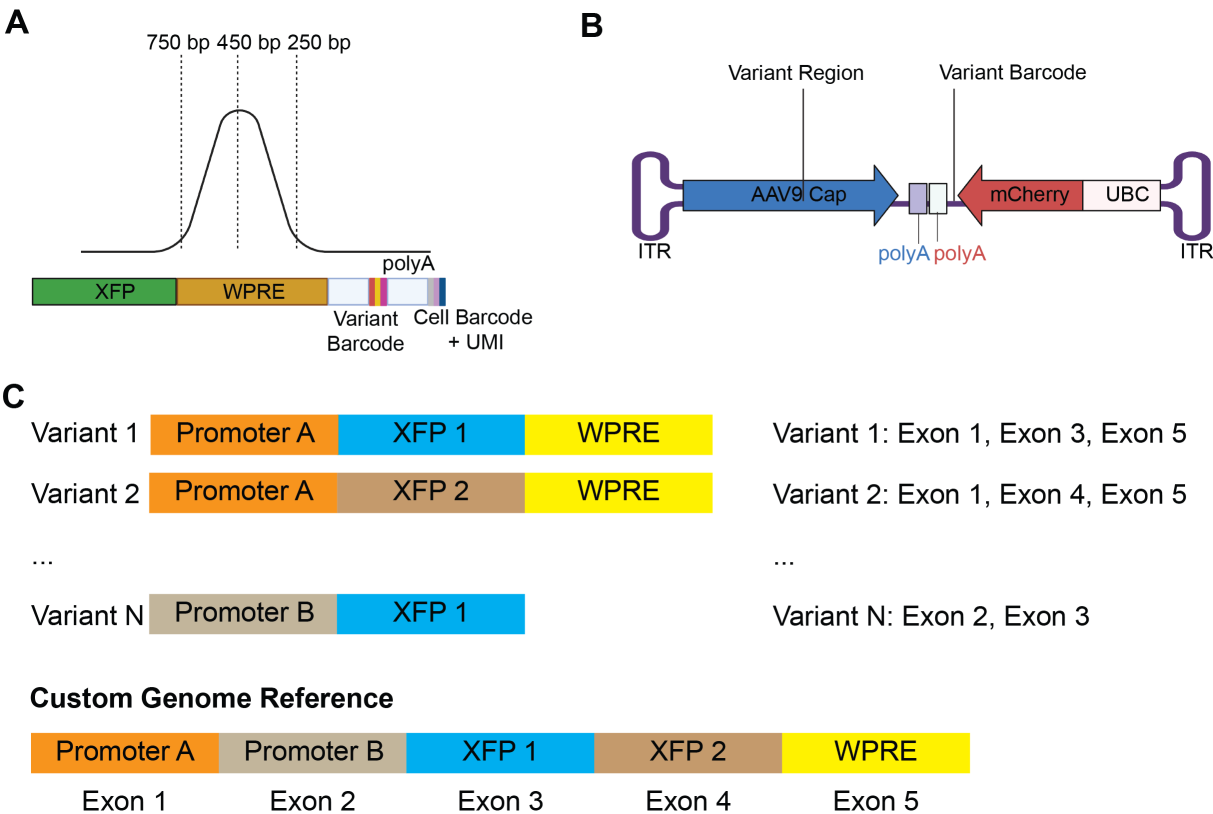 A
750 bp 450 bp 250 bp
polyA
XFP WPRE
Variant Barcode
Cell Barcode + UMI
B
Variant Region Variant Barcode
AAV9 Cap mCherry UBC
ITR polyA polyA ITR
C
Variant 1 Promoter A XFP 1 WPRE Variant 1: Exon 1, Exon 3, Exon 5
Variant 2 Promoter A XFP 2 WPRE Variant 2: Exon 1, Exon 4, Exon 5
... ...
Variant N Promoter B XFP 1 Variant N: Exon 2, Exon 3
Custom Genome Reference
Promoter A Promoter B XFP 1 XFP 2 WPRE
Exon 1 Exon 2 Exon 3 Exon 4 Exon 5